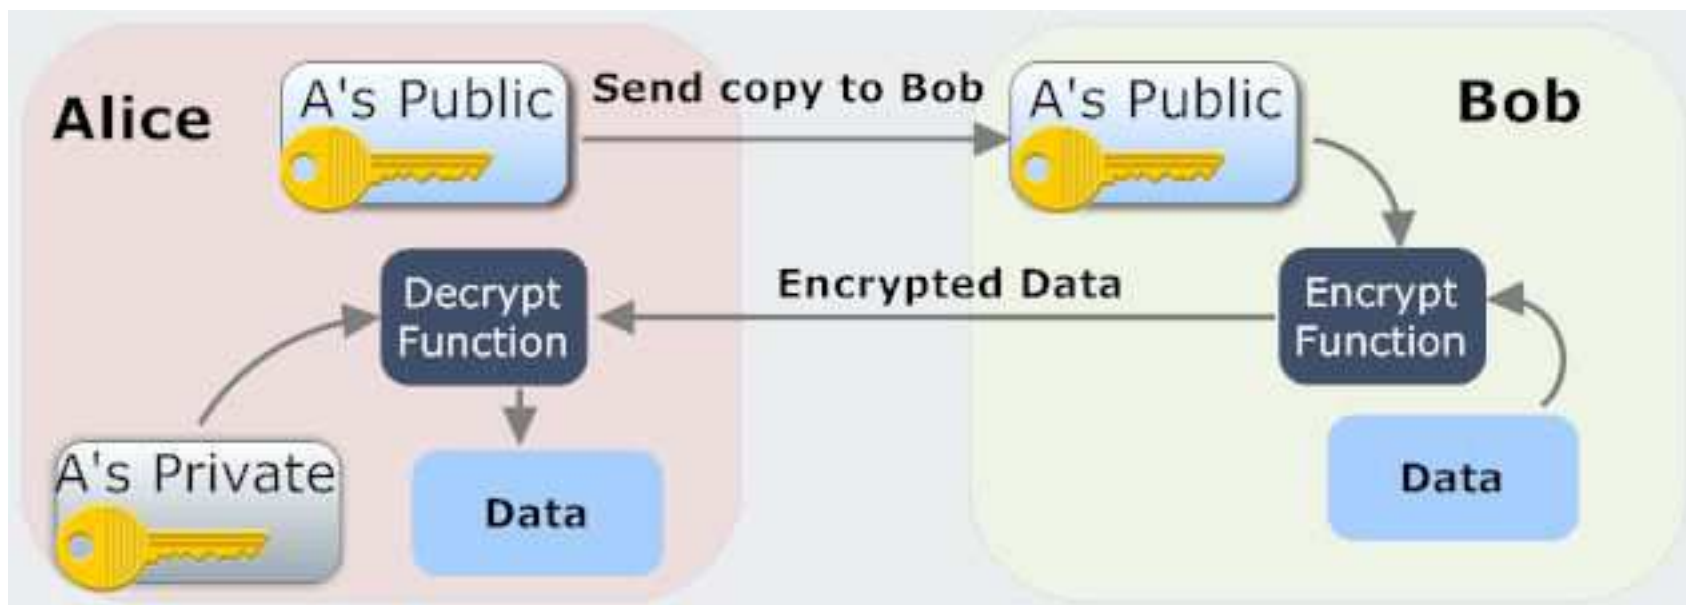 Alice
A's Public
Send copy to Bob
A's Public
Bob
Decrypt
Function
Encrypted Data
Encrypt
Function
A's Private
Data
Data